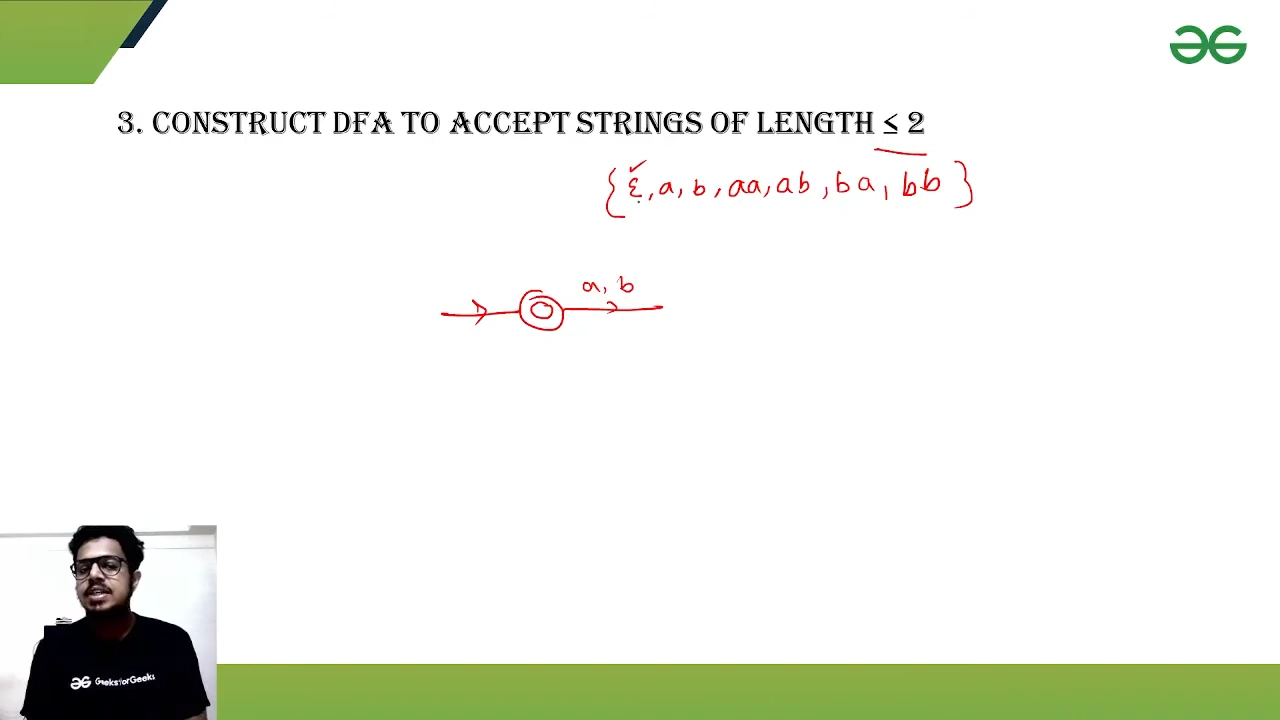 3. CONSTRUCT DFA TO ACCEPT STRINGS OF LENGTH ≤ 2
{ε, a, b, aa, ab, ba, bb}
a, b
GeeksforGeeks